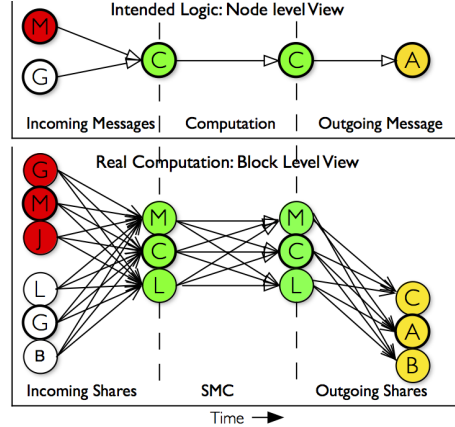 Intended Logic: Node level View
M
C
C
A
G
Incoming Messages
Computation
Outgoing Message
Real Computation: Block Level View
G
M
J
L
G
B
M
C
L
M
C
L
C
A
B
Incoming Shares
SMC
Outgoing Shares
Time